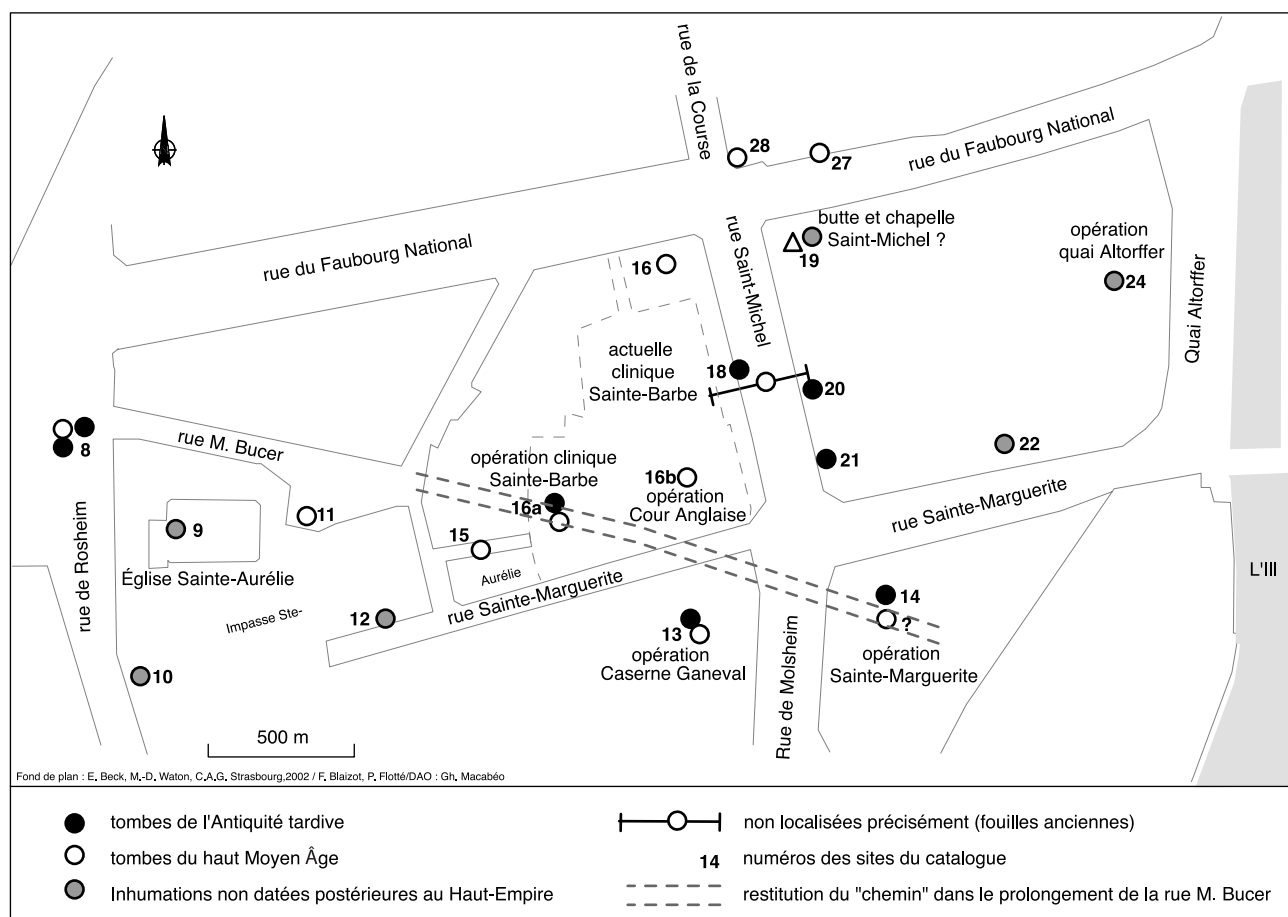 rue de la Course
28
27
rue du Faubourg National
rue du Faubourg National
butte et chapelle
Saint-Michel ?
19
opération
quai Altorffer
24
Quai Altorffer
16
rue Saint-Michel
actuelle
clinique
Sainte-Barbe
18
20
21
22
8
rue M. Bucer
opération clinique
Sainte-Barbe
16a
16b
opération
Cour Anglaise
rue Sainte-Marguerite
11
9
Église Sainte-Aurélie
15
Aurélie
Impasse Ste-
rue Sainte-Marguerite
12
rue de Rosheim
10
13
opération
Caserne Ganeval
Rue de Molsheim
14
?
opération
Sainte-Marguerite
L'Ill
500 m
Fond de plan : E. Beck, M.-D. Waton, C.A.G. Strasbourg,2002 / F. Blaizot, P. Flotté/DAO : Gh. Macabéo
tombes de l'Antiquité tardive
tombes du haut Moyen Âge
Inhumations non datées postérieures au Haut-Empire
non localisées précisément (fouilles anciennes)
14 numéros des sites du catalogue
restitution du "chemin" dans le prolongement de la rue M. Bucer